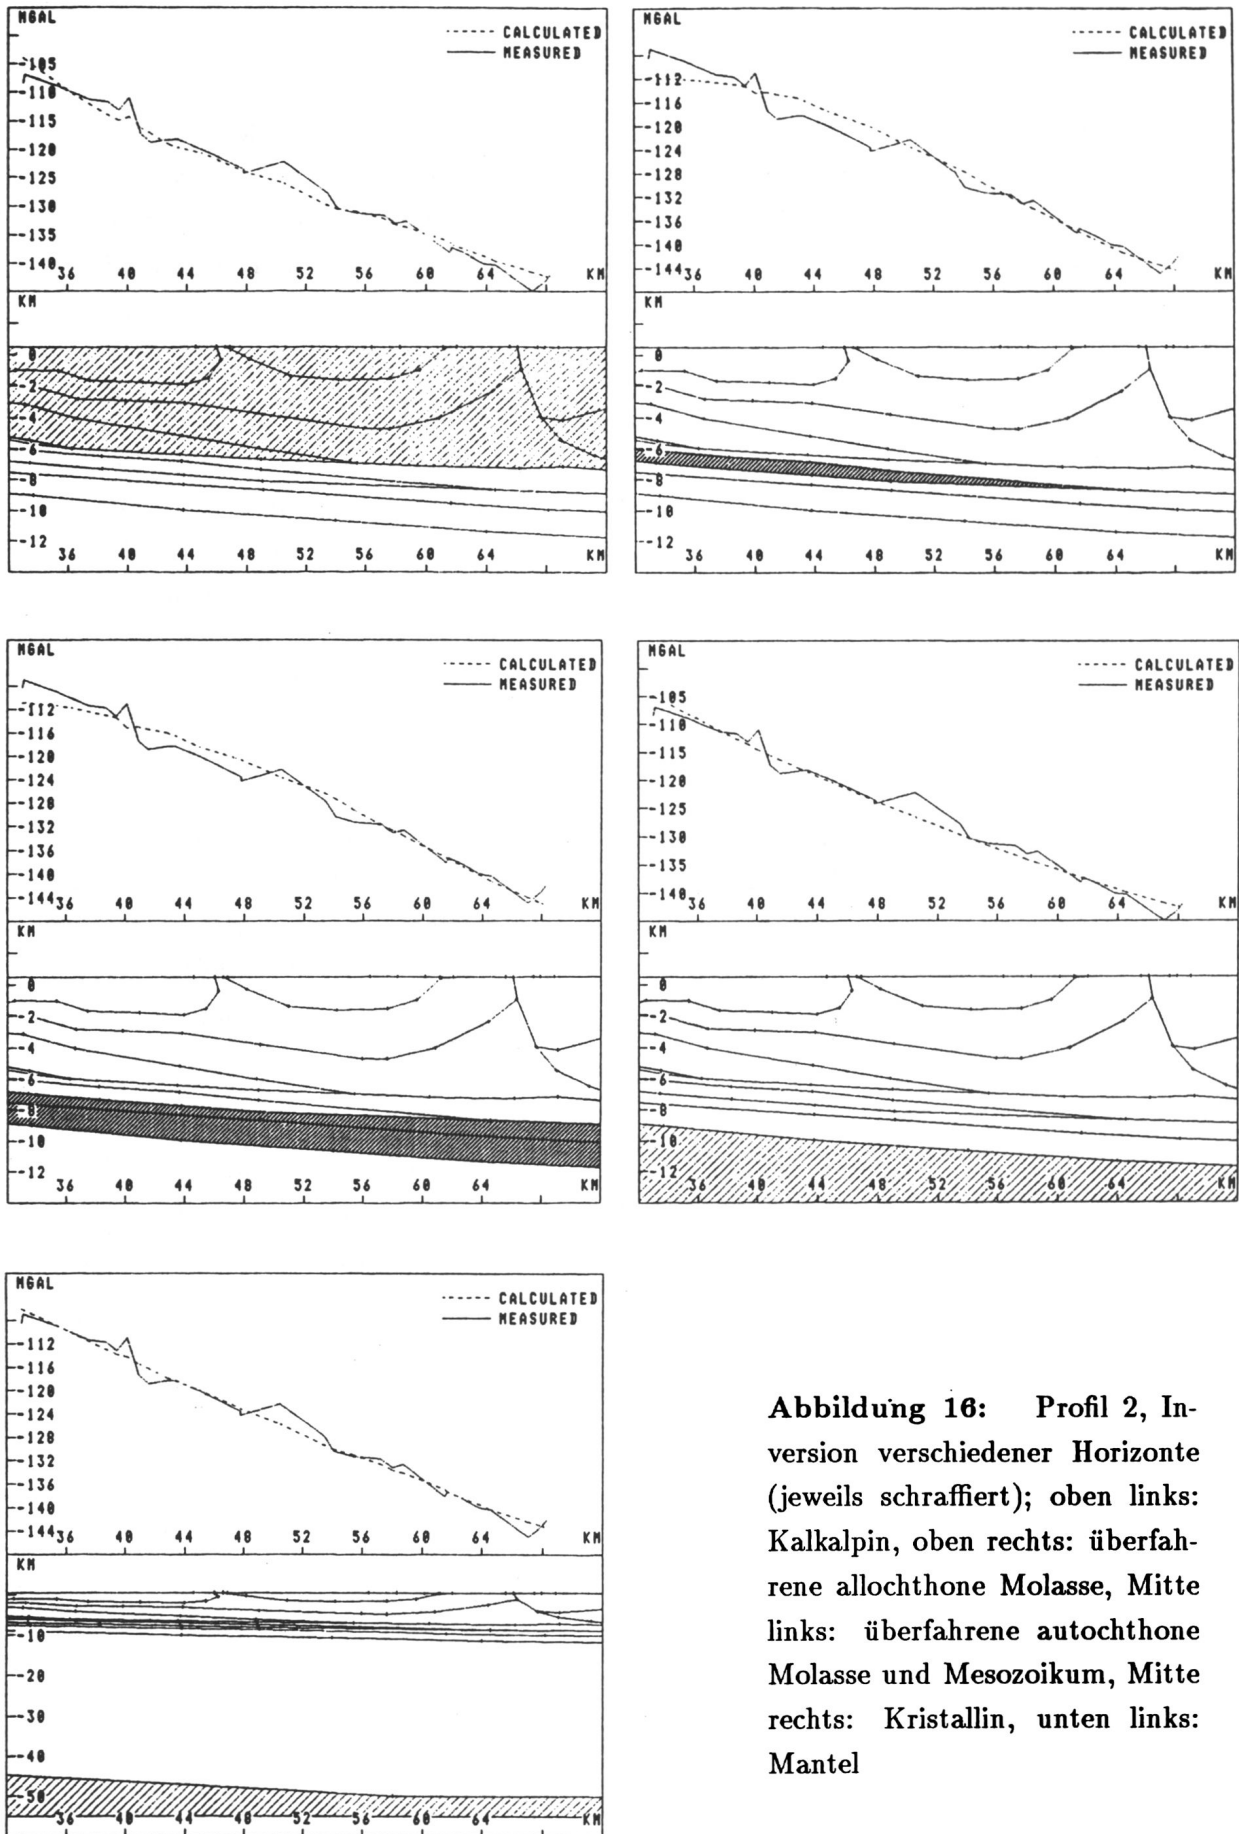 MGAL
CALCULATED
MEASURED
-105
-110
-115
-120
-125
-130
-135
-140
36 40 44 48 52 56 60 64 KM
KM
0
-2
-4
-6
-8
-10
-12
36 40 44 48 52 56 60 64 KM
MGAL
CALCULATED
MEASURED
-112
-116
-120
-124
-128
-132
-136
-140
-144
36 40 44 48 52 56 60 64 KM
KM
0
-2
-4
-6
-8
-10
-12
36 40 44 48 52 56 60 64 KM
MGAL
CALCULATED
MEASURED
-112
-116
-120
-124
-128
-132
-136
-140
-144
36 40 44 48 52 56 60 64 KM
KM
0
-2
-4
-6
-8
-10
-12
36 40 44 48 52 56 60 64 KM
MGAL
CALCULATED
MEASURED
-105
-110
-115
-120
-125
-130
-135
-140
36 40 44 48 52 56 60 64 KM
KM
0
-2
-4
-6
-8
-10
-12
36 40 44 48 52 56 60 64 KM
MGAL
CALCULATED
MEASURED
-112
-116
-120
-124
-128
-132
-136
-140
-144
36 40 44 48 52 56 60 64 KM
KM
-10
-20
-30
-40
-50
36 40 44 48 52 56 60 64 KM
Abbildung 16: Profil 2, In-
version verschiedener Horizonte
(jeweils schraffiert); oben links:
Kalkalpin, oben rechts: überfah-
rene allochthone Molasse, Mitte
links: überfahrene autochthone
Molasse und Mesozoikum, Mitte
rechts: Kristallin, unten links:
Mantel